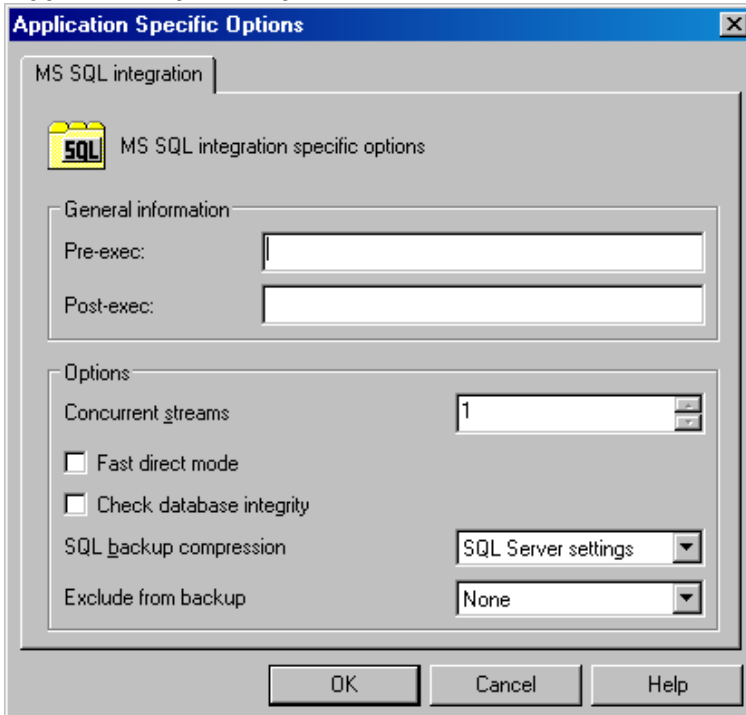 Application Specific Options
MS SQL integration
SQL
MS SQL integration specific options
General information
Pre-exec:
Post-exec:
Options
Concurrent streams
1
Fast direct mode
Check database integrity
SQL backup compression
SQL Server settings
Exclude from backup
None
OK
Cancel
Help